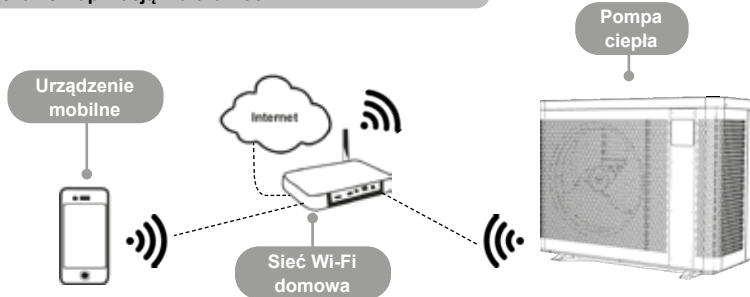 Pompa
ciepła
Urządzenie
mobilne
Internet
Sieć Wi-Fi
domowa